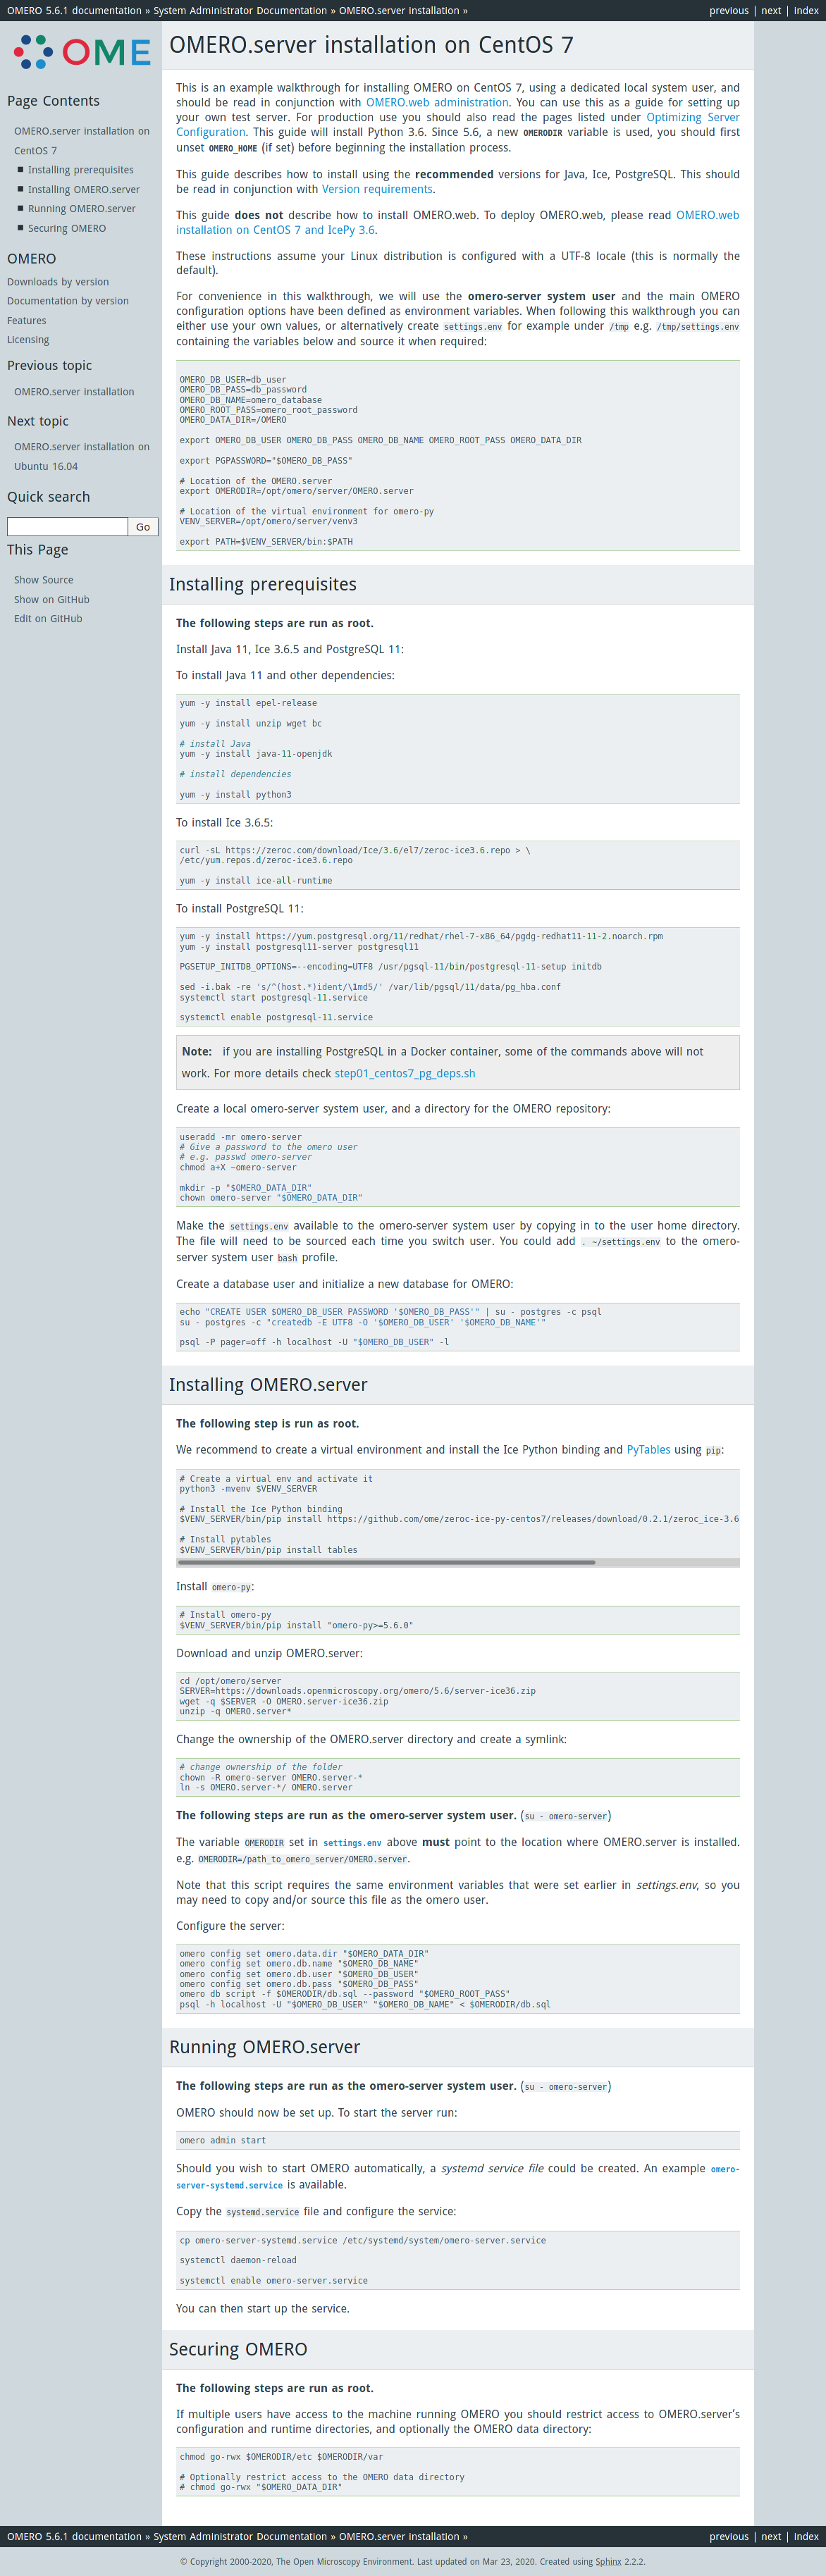 OMERO 5.6.1 documentation » System Administrator Documentation » OMERO.server installation »
previous | next | index
OME
Page Contents
OMERO.server installation on
CentOS 7
Installing prerequisites
Installing OMERO.server
Running OMERO.server
Securing OMERO
OMERO
Downloads by version
Documentation by version
Features
Licensing
Previous topic
OMERO.server installation
Next topic
OMERO.server installation on
Ubuntu 16.04
Quick search
Go
This Page
Show Source
Show on GitHub
Edit on GitHub
OMERO.server installation on CentOS 7
This is an example walkthrough for installing OMERO on CentOS 7, using a dedicated local system user, and
should be read in conjunction with OMERO.web administration. You can use this as a guide for setting up
your own test server. For production use you should also read the pages listed under Optimizing Server
Configuration. This guide will install Python 3.6. Since 5.6, a new OMERODIR variable is used, you should first
unset OMERO_HOME (if set) before beginning the installation process.
This guide describes how to install using the recommended versions for Java, Ice, PostgreSQL. This should
be read in conjunction with Version requirements.
This guide does not describe how to install OMERO.web. To deploy OMERO.web, please read OMERO.web
installation on CentOS 7 and IcePy 3.6.
These instructions assume your Linux distribution is configured with a UTF-8 locale (this is normally the
default).
For convenience in this walkthrough, we will use the omero-server system user and the main OMERO
configuration options have been defined as environment variables. When following this walkthrough you can
either use your own values, or alternatively create settings.env for example under /tmp e.g. /tmp/settings.env
containing the variables below and source it when required:
OMERO_DB_USER=db_user
OMERO_DB_PASS=db_password
OMERO_DB_NAME=omero_database
OMERO_ROOT_PASS=omero_root_password
OMERO_DATA_DIR=/OMERO
export OMERO_DB_USER OMERO_DB_PASS OMERO_DB_NAME OMERO_ROOT_PASS OMERO_DATA_DIR
export PGPASSWORD="$OMERO_DB_PASS"
# Location of the OMERO.server
export OMERODIR=/opt/omero/server/OMERO.server
# Location of the virtual environment for omero-py
VENV_SERVER=/opt/omero/server/venv3
export PATH=$VENV_SERVER/bin:$PATH
Installing prerequisites
The following steps are run as root.
Install Java 11, Ice 3.6.5 and PostgreSQL 11:
To install Java 11 and other dependencies:
yum -y install epel-release
yum -y install unzip wget bc
# install Java
yum -y install java-11-openjdk
# install dependencies
yum -y install python3
To install Ice 3.6.5:
curl -sL https://zeroc.com/download/Ice/3.6/el7/zeroc-ice3.6.repo > \
/etc/yum.repos.d/zeroc-ice3.6.repo
yum -y install ice-all-runtime
To install PostgreSQL 11:
yum -y install https://yum.postgresql.org/11/redhat/rhel-7-x86_64/pgdg-redhat11-11-2.noarch.rpm
yum -y install postgresql11-server postgresql11
PGSETUP_INITDB_OPTIONS=--encoding=UTF8 /usr/pgsql-11/bin/postgresql-11-setup initdb
sed -i.bak -re 's/^(host.*)ident/\1md5/' /var/lib/pgsql/11/data/pg_hba.conf
systemctl start postgresql-11.service
systemctl enable postgresql-11.service
Note: if you are installing PostgreSQL in a Docker container, some of the commands above will not
work. For more details check step01_centos7_pg_deps.sh
Create a local omero-server system user, and a directory for the OMERO repository:
useradd -mr omero-server
# Give a password to the omero user
# e.g. passwd omero-server
chmod a+X ~omero-server
mkdir -p "$OMERO_DATA_DIR"
chown omero-server "$OMERO_DATA_DIR"
Make the settings.env available to the omero-server system user by copying in to the user home directory.
The file will need to be sourced each time you switch user. You could add . ~/settings.env to the omero-
server system user bash profile.
Create a database user and initialize a new database for OMERO:
echo "CREATE USER $OMERO_DB_USER PASSWORD '$OMERO_DB_PASS'" | su - postgres -c psql
su - postgres -c "createdb -E UTF8 -O '$OMERO_DB_USER' '$OMERO_DB_NAME'"
psql -P pager=off -h localhost -U "$OMERO_DB_USER" -l
Installing OMERO.server
The following step is run as root.
We recommend to create a virtual environment and install the Ice Python binding and PyTables using pip:
# Create a virtual env and activate it
python3 -mvenv $VENV_SERVER
# Install the Ice Python binding
$VENV_SERVER/bin/pip install https://github.com/ome/zeroc-ice-py-centos7/releases/download/0.2.1/zeroc_ice-3.6
# Install pytables
$VENV_SERVER/bin/pip install tables
Install omero-py:
# Install omero-py
$VENV_SERVER/bin/pip install "omero-py>=5.6.0"
Download and unzip OMERO.server:
cd /opt/omero/server
SERVER=https://downloads.openmicroscopy.org/omero/5.6/server-ice36.zip
wget -q $SERVER -O OMERO.server-ice36.zip
unzip -q OMERO.server*
Change the ownership of the OMERO.server directory and create a symlink:
# change ownership of the folder
chown -R omero-server OMERO.server-*
ln -s OMERO.server-*/ OMERO.server
The following steps are run as the omero-server system user. (su - omero-server)
The variable OMERODIR set in settings.env above must point to the location where OMERO.server is installed.
e.g. OMERODIR=/path_to_omero_server/OMERO.server.
Note that this script requires the same environment variables that were set earlier in settings.env, so you
may need to copy and/or source this file as the omero user.
Configure the server:
omero config set omero.data.dir "$OMERO_DATA_DIR"
omero config set omero.db.name "$OMERO_DB_NAME"
omero config set omero.db.user "$OMERO_DB_USER"
omero config set omero.db.pass "$OMERO_DB_PASS"
omero db script -f $OMERODIR/db.sql --password "$OMERO_ROOT_PASS"
psql -h localhost -U "$OMERO_DB_USER" "$OMERO_DB_NAME" < $OMERODIR/db.sql
Running OMERO.server
The following steps are run as the omero-server system user. (su - omero-server)
OMERO should now be set up. To start the server run:
omero admin start
Should you wish to start OMERO automatically, a systemd service file could be created. An example omero-
server-systemd.service is available.
Copy the systemd.service file and configure the service:
cp omero-server-systemd.service /etc/systemd/system/omero-server.service
systemctl daemon-reload
systemctl enable omero-server.service
You can then start up the service.
Securing OMERO
The following steps are run as root.
If multiple users have access to the machine running OMERO you should restrict access to OMERO.server's
configuration and runtime directories, and optionally the OMERO data directory:
chmod go-rwx $OMERODIR/etc $OMERODIR/var
# Optionally restrict access to the OMERO data directory
# chmod go-rwx "$OMERO_DATA_DIR"
OMERO 5.6.1 documentation » System Administrator Documentation » OMERO.server installation »
previous | next | index
© Copyright 2000-2020, The Open Microscopy Environment. Last updated on Mar 23, 2020. Created using Sphinx 2.2.2.